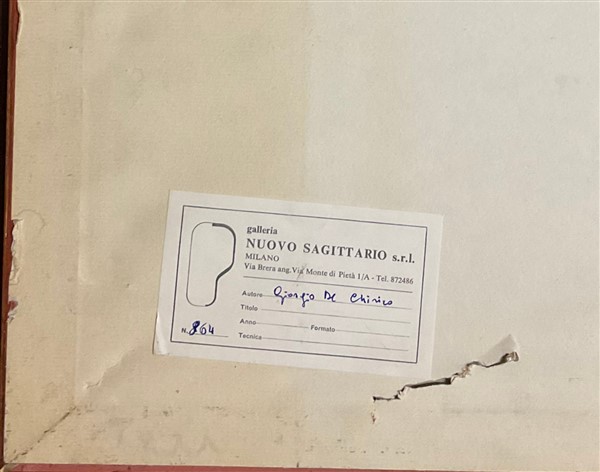 galleria
NUOVO SAGITTARIO s.r.l.
MILANO
Via Brera ang. Via Monte di Pietà 1/A - Tel. 872486
Autore Giorgio De Chirico
Titolo
Anno Formato
N. 864 Tecnica